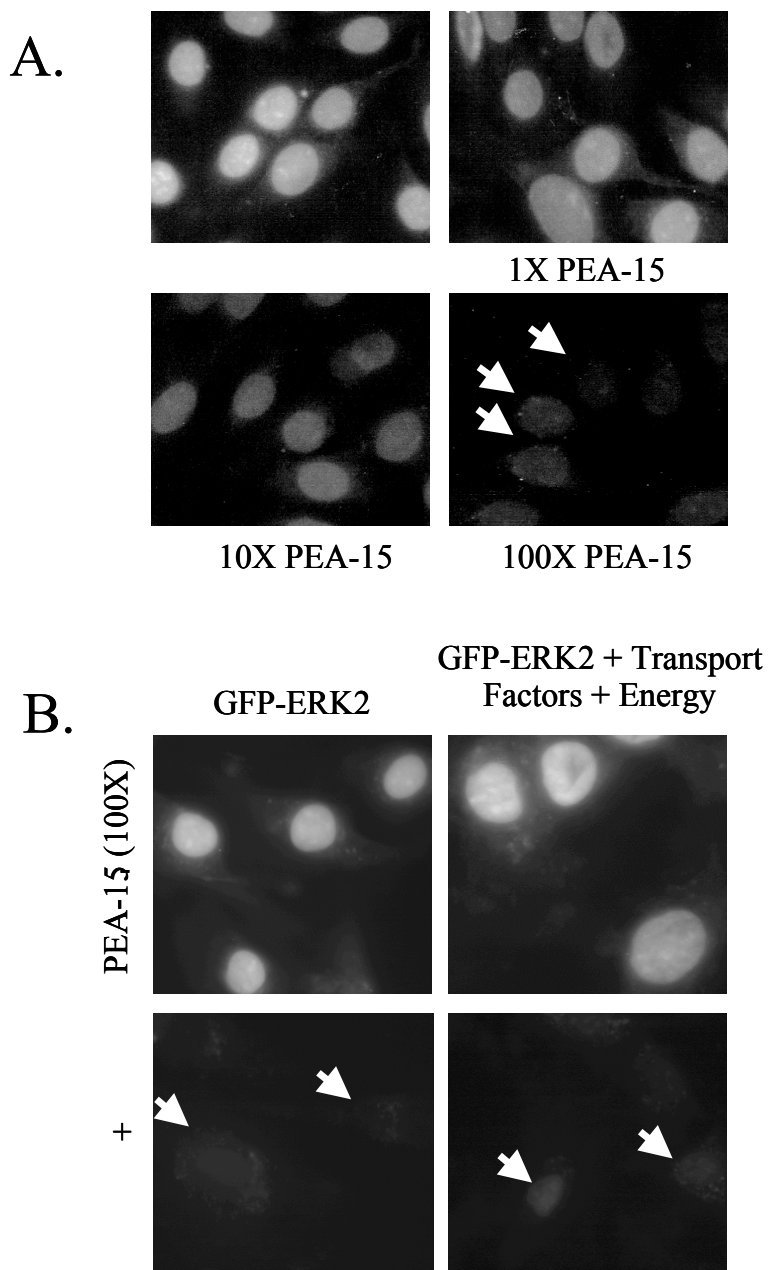 A.
1X PEA-15
10X PEA-15
100X PEA-15
GFP-ERK2 + Transport
Factors + Energy
GFP-ERK2
B.
PEA-15 (100X)
+